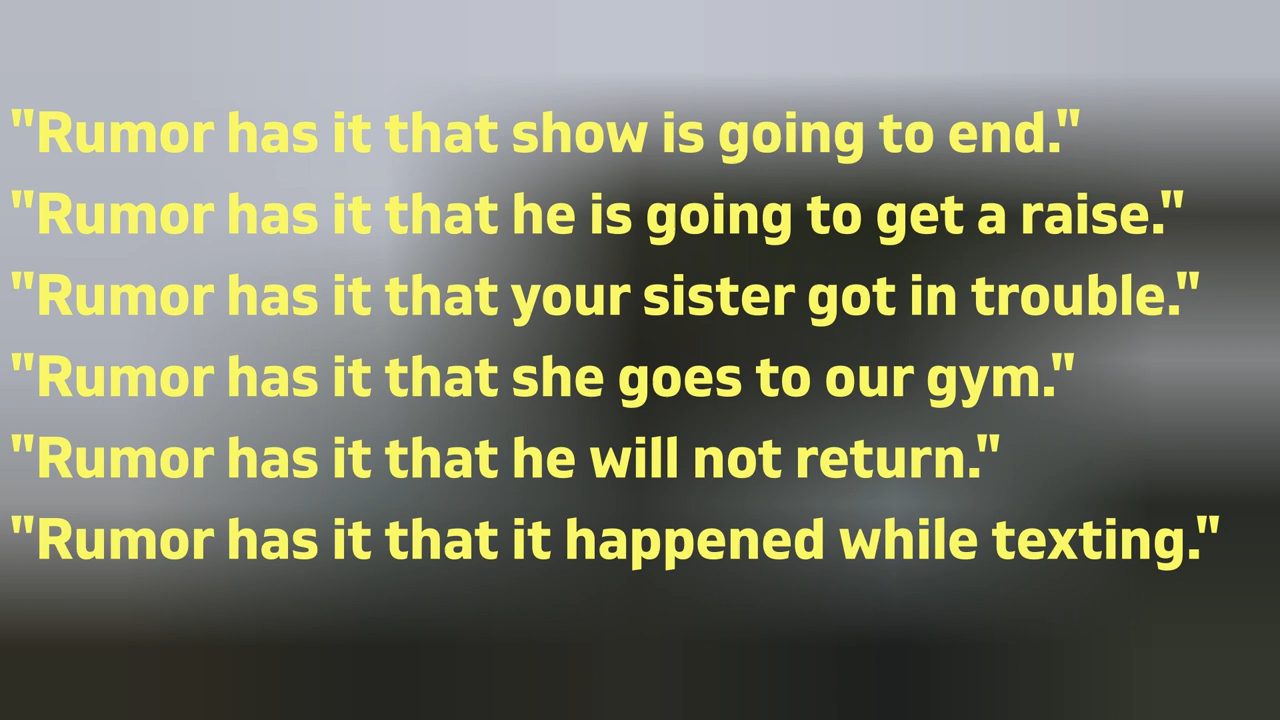 "Rumor has it that show is going to end."
"Rumor has it that he is going to get a raise."
"Rumor has it that your sister got in trouble."
"Rumor has it that she goes to our gym."
"Rumor has it that he will not return."
"Rumor has it that it happened while texting."